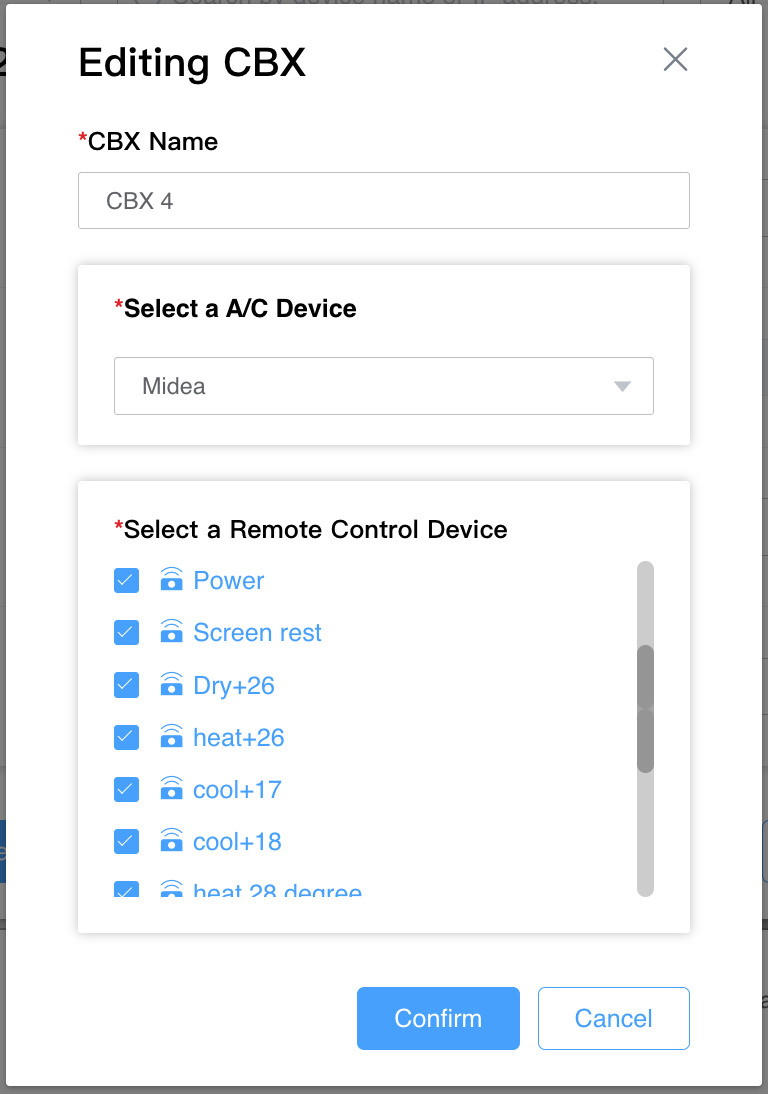 Editing CBX
*CBX Name
CBX 4
*Select a A/C Device
Midea
*Select a Remote Control Device
Power
Screen rest
Dry+26
heat+26
cool+17
cool+18
heat 28 degree
Confirm
Cancel